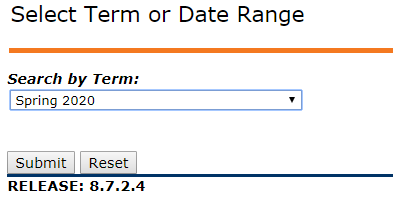 Select Term or Date Range
Search by Term:
Spring 2020
Submit Reset
RELEASE: 8.7.2.4